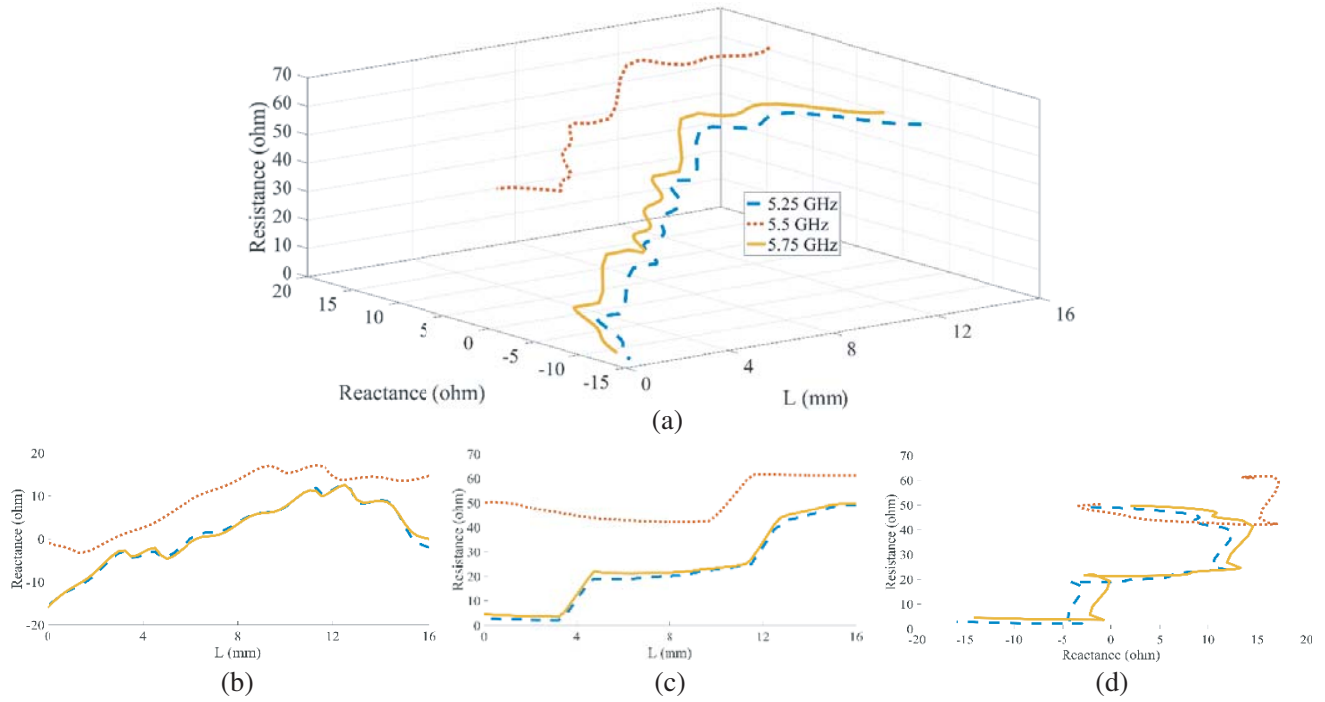 70
60
50
40
30
20
10
0
Resistance (ohm)
20
15
10
5
0
-5
-10
-15
Reactance (ohm)
0
4
8
12
16
L (mm)
5.25 GHz
5.5 GHz
5.75 GHz
(a)
20
10
0
-10
-20
Reactance (ohm)
0 4 8 12 16
L (mm)
(b)
70
60
50
40
30
20
10
0
Resistance (ohm)
0 4 8 12 16
L (mm)
(c)
70
60
50
40
30
20
10
0
Resistance (ohm)
-20 -15 -10 -5 0 5 10 15 20
Reactance (ohm)
(d)